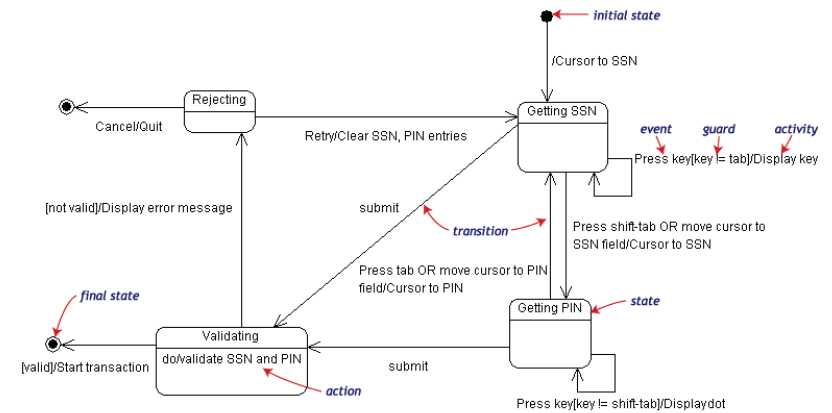 initial state
/Cursor to SSN
Rejecting
Getting SSN
Cancel/Quit
Retry/Clear SSN, PIN entries
event
guard
activity
Press key[key != tab]/Display key
[not valid]/Display error message
submit
transition
Press shift-tab OR move cursor to
SSN field/Cursor to SSN
Press tab OR move cursor to PIN
field/Cursor to PIN
final state
Getting PIN
state
Validating
do/validate SSN and PIN
[valid]/Start transaction
submit
action
Press key[key != shift-tab]/Displaydot